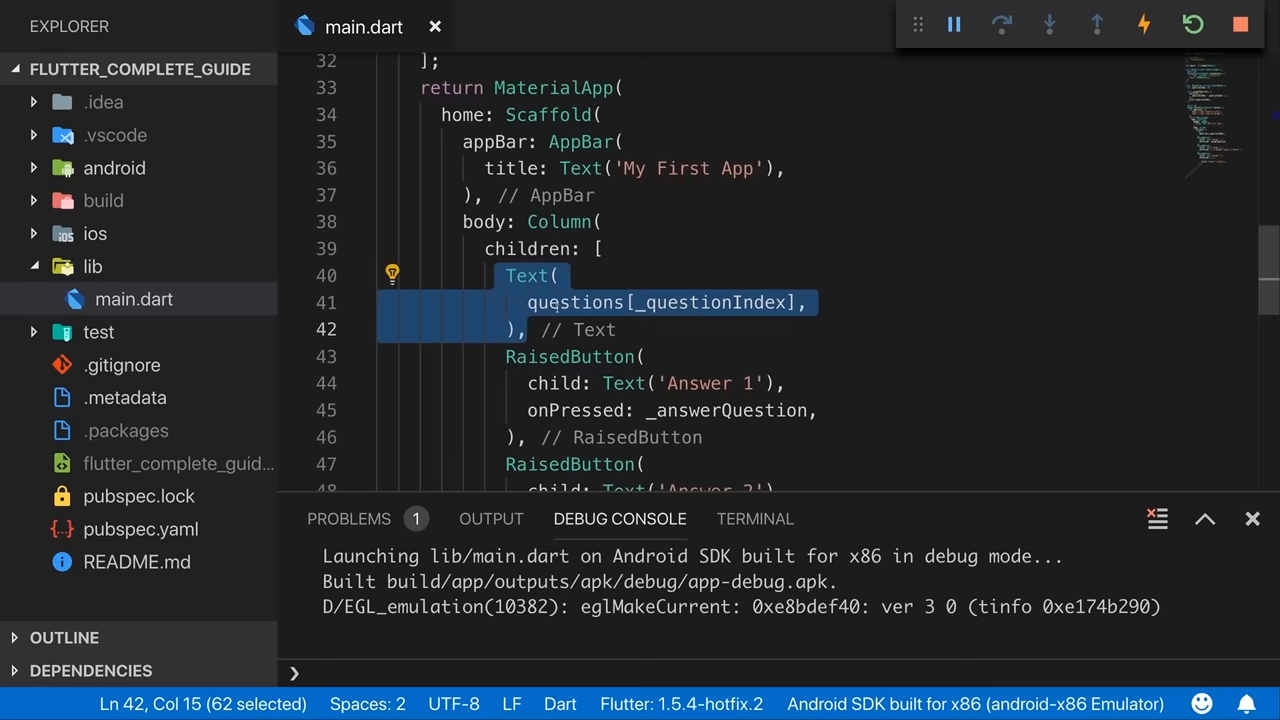 EXPLORER
main.dart
FLUTTER_COMPLETE_GUIDE
.idea
.vscode
android
build
ios
lib
main.dart
test
.gitignore
.metadata
.packages
flutter_complete_guid...
pubspec.lock
pubspec.yaml
README.md
OUTLINE
DEPENDENCIES
32 ];
33 return MaterialApp(
34 home: Scaffold(
35 appBar: AppBar(
36 title: Text('My First App'),
37 ), // AppBar
38 body: Column(
39 children: [
40 Text(
41 questions[_questionIndex],
42 ), // Text
43 RaisedButton(
44 child: Text('Answer 1'),
45 onPressed: _answerQuestion,
46 ), // RaisedButton
47 RaisedButton(
48 child: Text('Answer 2'),
PROBLEMS 1 OUTPUT DEBUG CONSOLE TERMINAL
Launching lib/main.dart on Android SDK built for x86 in debug mode...
Built build/app/outputs/apk/debug/app-debug.apk.
D/EGL_emulation(10382): eglMakeCurrent: 0xe8bdef40: ver 3 0 (tinfo 0xe174b290)
Ln 42, Col 15 (62 selected) Spaces: 2 UTF-8 LF Dart Flutter: 1.5.4-hotfix.2 Android SDK built for x86 (android-x86 Emulator)